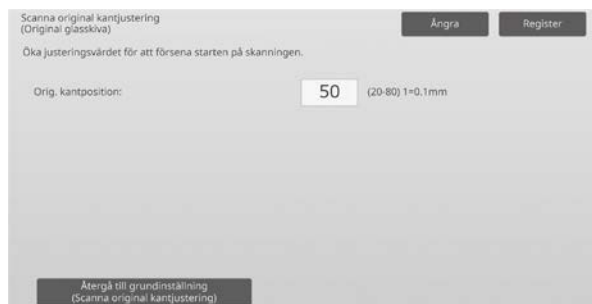 Scanna original kantjustering
(Original glasskiva)
Ångra
Register
Öka justeringsvärdet för att försena starten på skanningen.
Orig. kantposition:
50
(20-80) 1=0.1mm
Återgå till grundinställning
(Scanna original kantjustering)